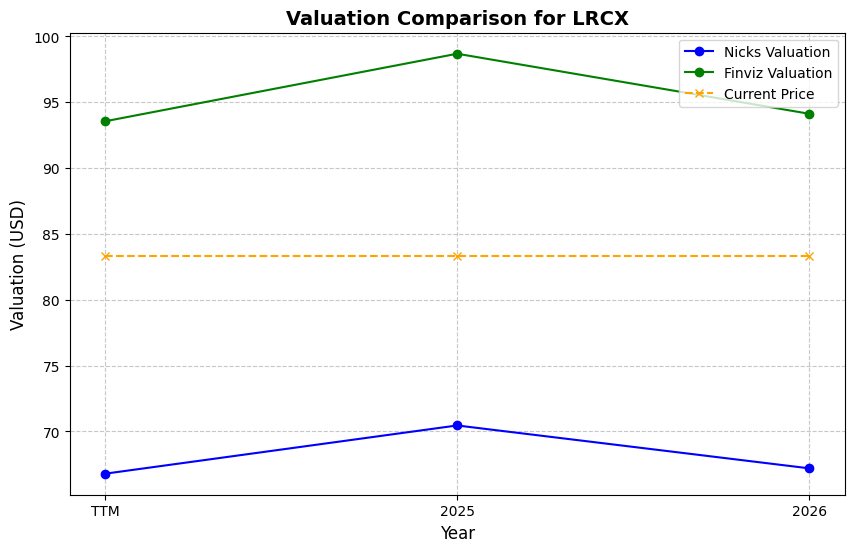 Valuation Comparison for LRCX
Nicks Valuation
Finviz Valuation
Current Price
Valuation (USD)
100
95
90
85
80
75
70
TTM
2025
2026
Year